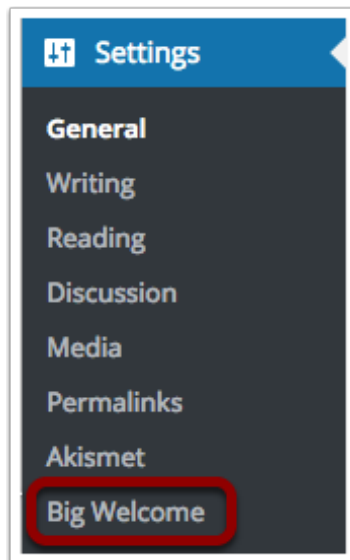 Settings
General
Writing
Reading
Discussion
Media
Permalinks
Akismet
Big Welcome